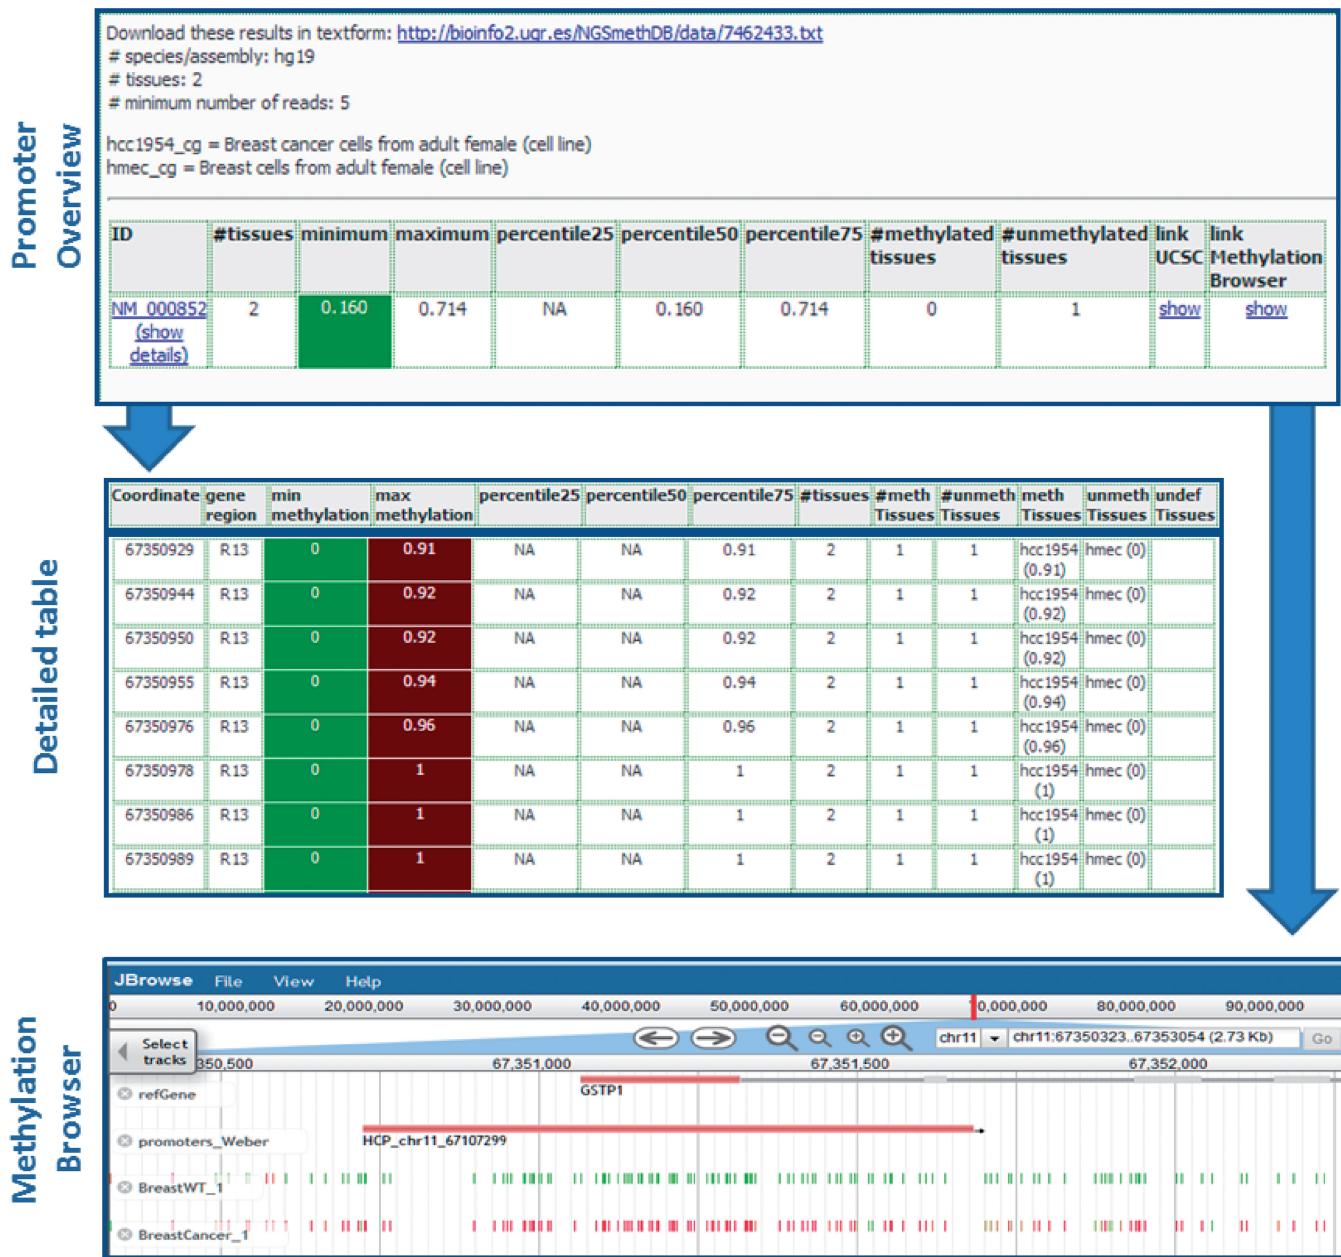 Promoter
Overview
Download these results in textform: http://bioinfo2.ugr.es/NGSmethDB/data/7462433.txt
# species/assembly: hg19
# tissues: 2
# minimum number of reads: 5
hcc1954_cg = Breast cancer cells from adult female (cell line)
hmec_cg = Breast cells from adult female (cell line)
ID #tissues minimum maximum percentile25 percentile50 percentile75 #methylated tissues #unmethylated tissues link UCSC link Methylation Browser
NM_000852 (show details) 2 0.160 0.714 NA 0.160 0.714 0 1 show show
Detailed table
Coordinate gene region min methylation max methylation percentile25 percentile50 percentile75 #tissues #meth Tissues #unmeth Tissues meth Tissues unmeth Tissues undef Tissues
67350929 R13 0 0.91 NA NA 0.91 2 1 1 hcc1954 (0.91) hmec (0)
67350944 R13 0 0.92 NA NA 0.92 2 1 1 hcc1954 (0.92) hmec (0)
67350950 R13 0 0.92 NA NA 0.92 2 1 1 hcc1954 (0.92) hmec (0)
67350955 R13 0 0.94 NA NA 0.94 2 1 1 hcc1954 (0.94) hmec (0)
67350976 R13 0 0.96 NA NA 0.96 2 1 1 hcc1954 (0.96) hmec (0)
67350978 R13 0 1 NA NA 1 2 1 1 hcc1954 (1) hmec (0)
67350986 R13 0 1 NA NA 1 2 1 1 hcc1954 (1) hmec (0)
67350989 R13 0 1 NA NA 1 2 1 1 hcc1954 (1) hmec (0)
Methylation
Browser
JBrowse File View Help
0 10,000,000 20,000,000 30,000,000 40,000,000 50,000,000 60,000,000 0,000,000 80,000,000 90,000,000
Select tracks
chr11 chr11:67350323..67353054 (2.73 Kb) Go
350,500 67,351,000 67,351,500 67,352,000
refGene
GSTP1
promoters_Weber
HCP_chr11_67107299
BreastWT_1
BreastCancer_1